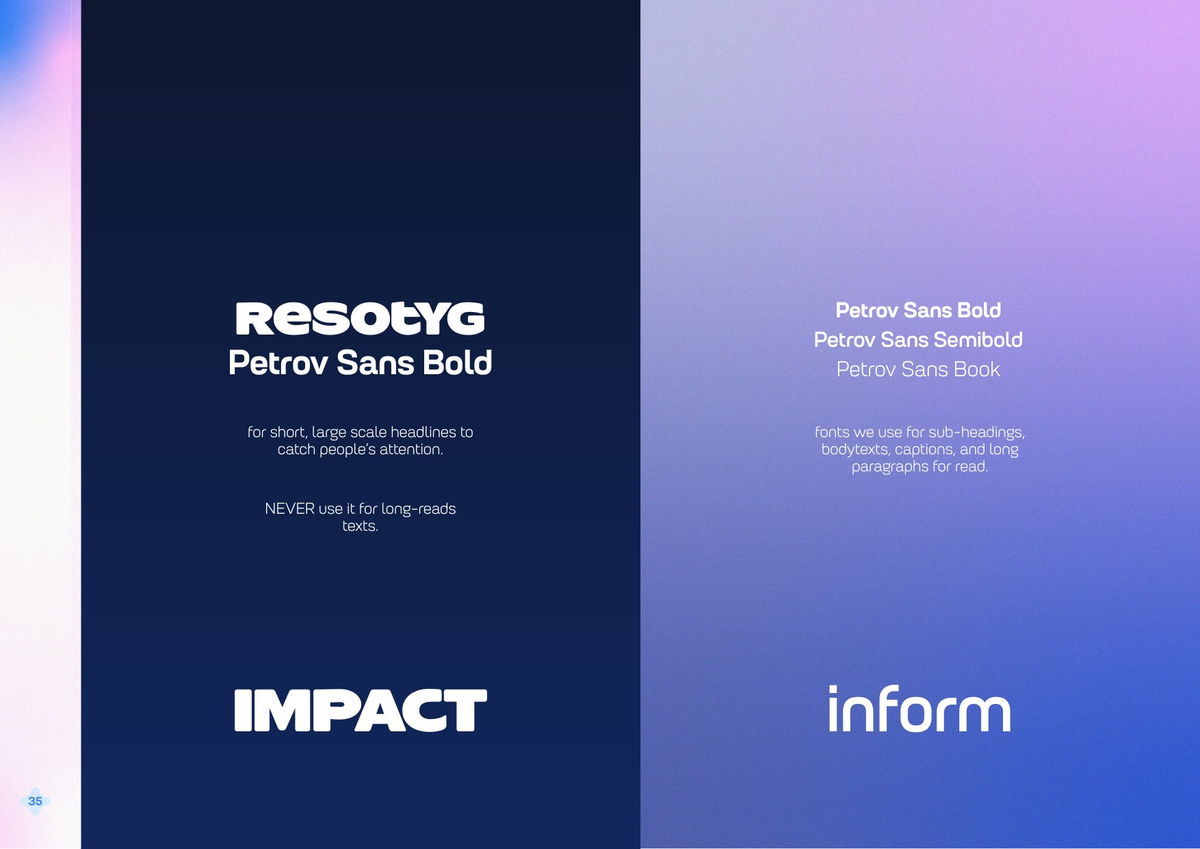 ResotYG
Petrov Sans Bold
for short, large scale headlines to
catch people's attention.
NEVER use it for long-reads
texts.
IMPACT
Petrov Sans Bold
Petrov Sans Semibold
Petrov Sans Book
fonts we use for sub-headings,
bodytexts, captions, and long
paragraphs for read.
inform
35